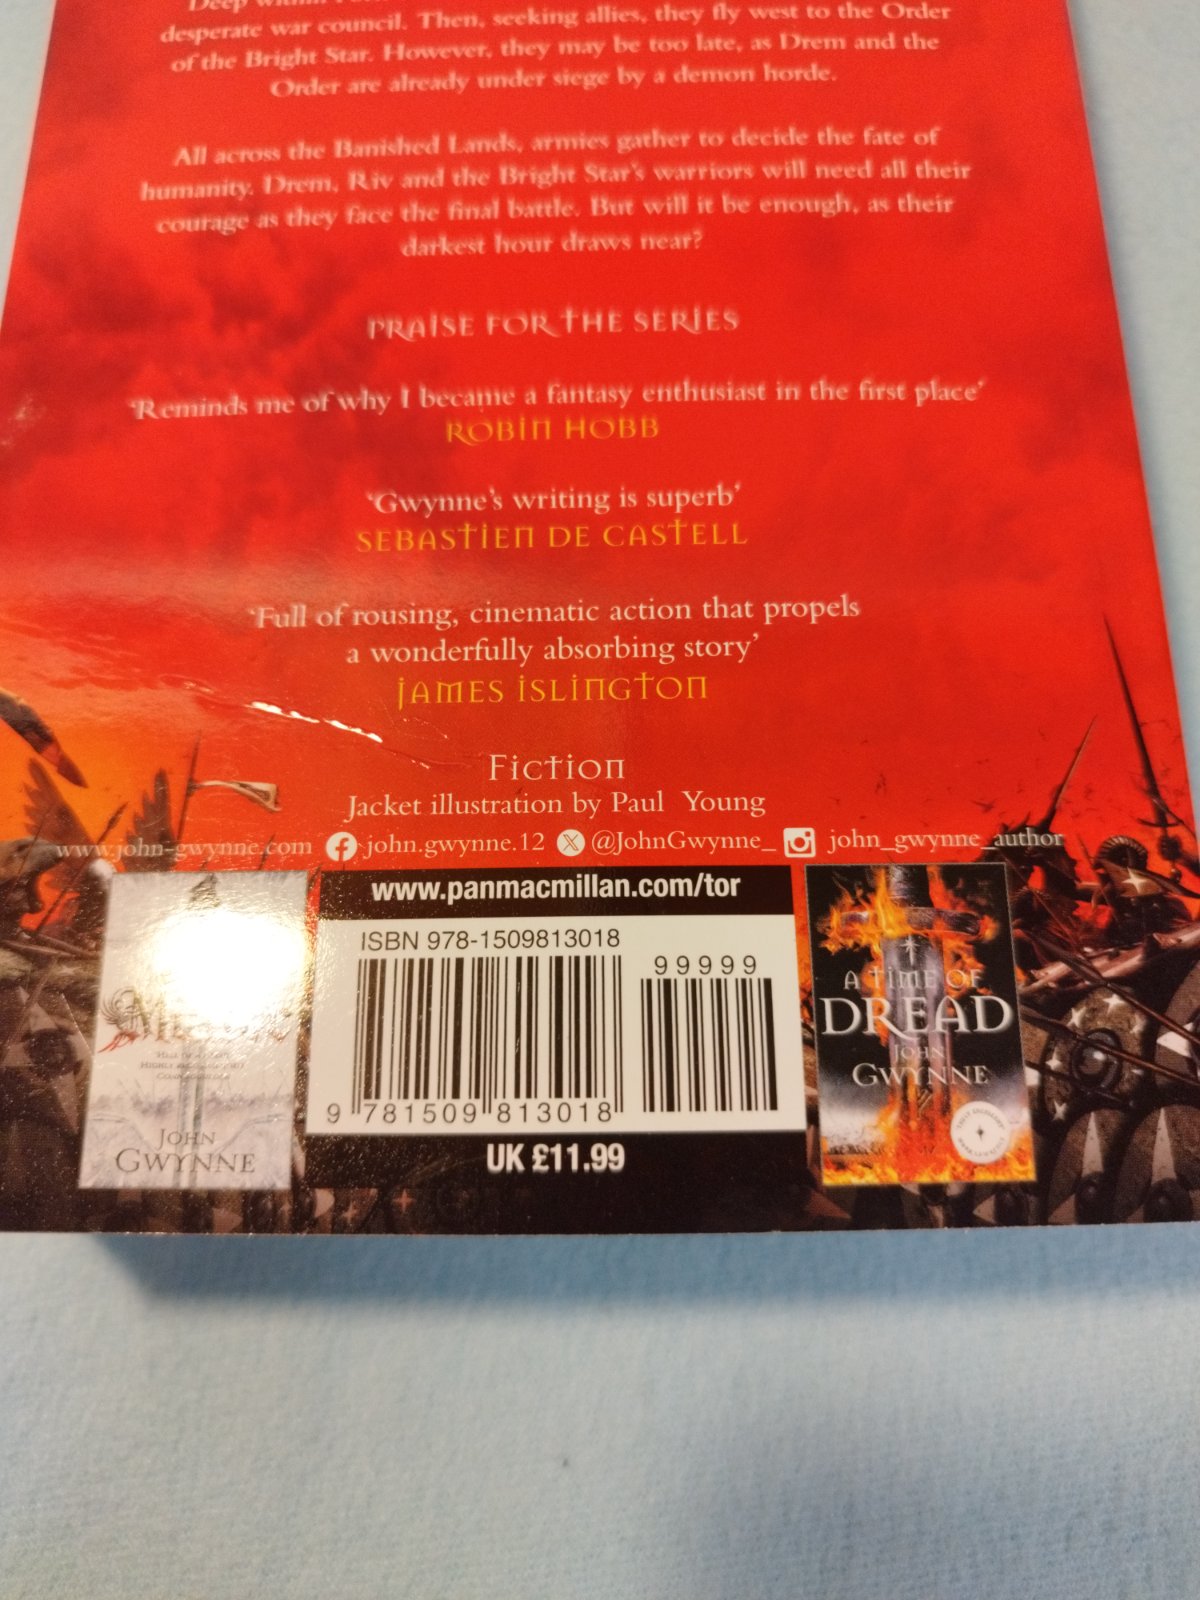 Deep within
desperate war council. Then, seeking allies, they fly west to the Order
of the Bright Star. However, they may be too late, as Drem and the
Order are already under siege by a demon horde.
All across the Banished Lands, armies gather to decide the fate of
humanity. Drem, Riv and the Bright Star's warriors will need all their
courage as they face the final battle. But will it be enough, as their
darkest hour draws near?
PRAISE FOR THE SERIES
‘Reminds me of why I became a fantasy enthusiast in the first place’
ROBIN HOBB
‘Gwynne’s writing is superb’
SEBASTIEN DE CASTELL
‘Full of rousing, cinematic action that propels
a wonderfully absorbing story’
JAMES ISLINGTON
Fiction
Jacket illustration by Paul Young
www.john-gwynne.com john.gwynne.12 @JohnGwynne_ john_gwynne_author
www.panmacmillan.com/tor
ISBN 978-1509813018
99999
9 781509 813018
UK £11.99
JOHN
GWYNNE
A TIME OF
DREAD
JOHN
GWYNNE